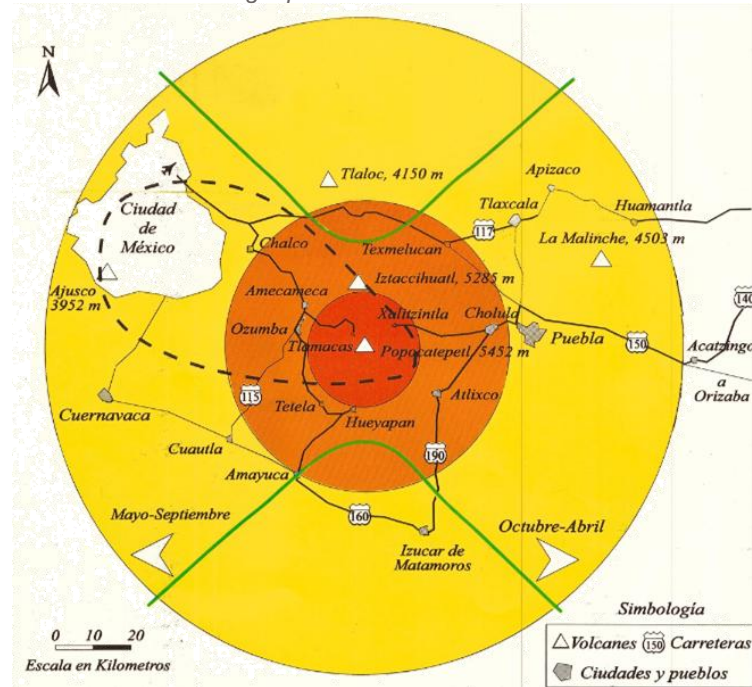 N
Tlaloc, 4150 m
Apizaco
Tlaxcala
Huamantla
Ciudad
de
México
117
La Malinche, 4503 m
Chalco
Texmelucan
Ajusco
3952 m
Iztaccihuatl, 5285 m
Amecameca
140
Xalitzintla
Cholula
Ozumba
Tlamacas
Puebla
Popocatepetl, 5452 m
150
Acatzingo
a
Orizaba
115
Atlixco
Tetela
Cuernavaca
Hueyapan
Cuautla
190
Amayuca
Mayo-Septiembre
160
Octubre-Abril
Izucar de
Matamoros
Simbología
0 10 20
Escala en Kilometros
Volcanes 150 Carreteras
Ciudades y pueblos